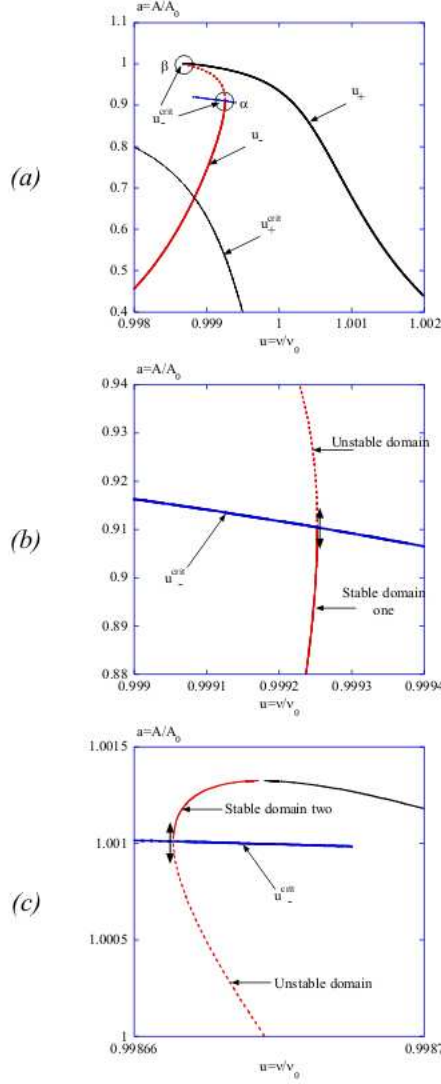 a=A/A₀
1.1
1
0.9
0.8
0.7
0.6
0.5
0.4
β
α
u₋ᶜʳⁱᵗ
u₊
u₋
u₊ᶜʳⁱᵗ
(a)
0.998 0.999 1 1.001 1.002
u=ν/ν₀
a=A/A₀
0.94
0.93
0.92
0.91
0.9
0.89
0.88
Unstable domain
u₋ᶜʳⁱᵗ
Stable domain
one
(b)
0.999 0.9991 0.9992 0.9993 0.9994
u=ν/ν₀
a=A/A₀
1.0015
1.001
1.0005
1
Stable domain two
u₋ᶜʳⁱᵗ
Unstable domain
(c)
0.99866 0.9987
u=ν/ν₀